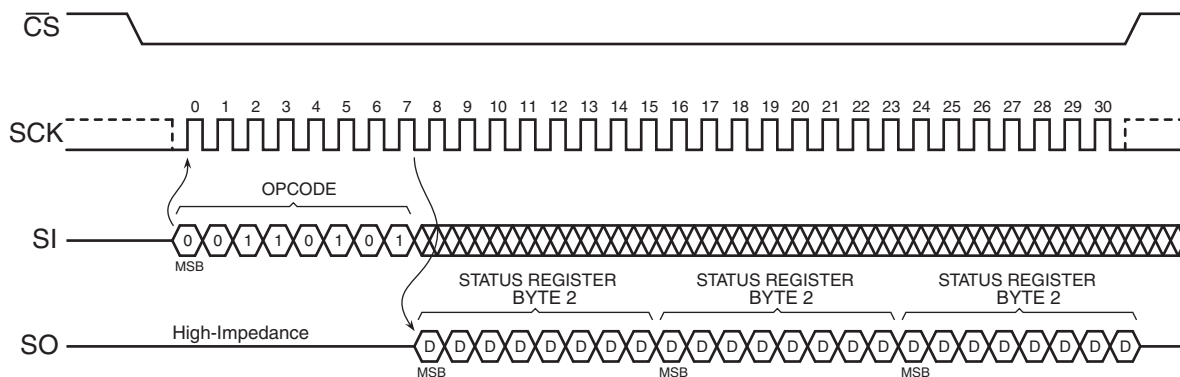 CS
0 1 2 3 4 5 6 7 8 9 10 11 12 13 14 15 16 17 18 19 20 21 22 23 24 25 26 27 28 29 30
SCK
OPCODE
SI
0 0 1 1 0 1 0 1
MSB
STATUS REGISTER BYTE 2
STATUS REGISTER BYTE 2
STATUS REGISTER BYTE 2
High-Impedance
SO
D D D D D D D D D D D D D D D D D D D D D D D D
MSB MSB MSB